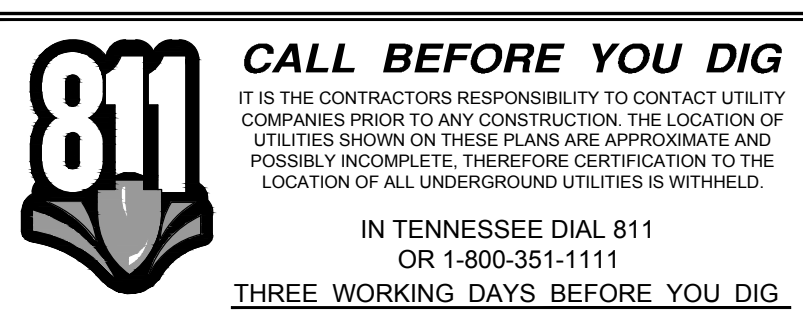 811
CALL BEFORE YOU DIG
IT IS THE CONTRACTORS RESPONSIBILITY TO CONTACT UTILITY
COMPANIES PRIOR TO ANY CONSTRUCTION. THE LOCATION OF
UTILITIES SHOWN ON THESE PLANS ARE APPROXIMATE AND
POSSIBLY INCOMPLETE, THEREFORE CERTIFICATION TO THE
LOCATION OF ALL UNDERGROUND UTILITIES IS WITHHELD.
IN TENNESSEE DIAL 811
OR 1-800-351-1111
THREE WORKING DAYS BEFORE YOU DIG